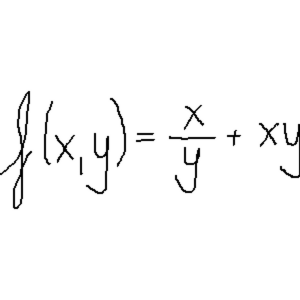 f(x,y) = x/y + xy